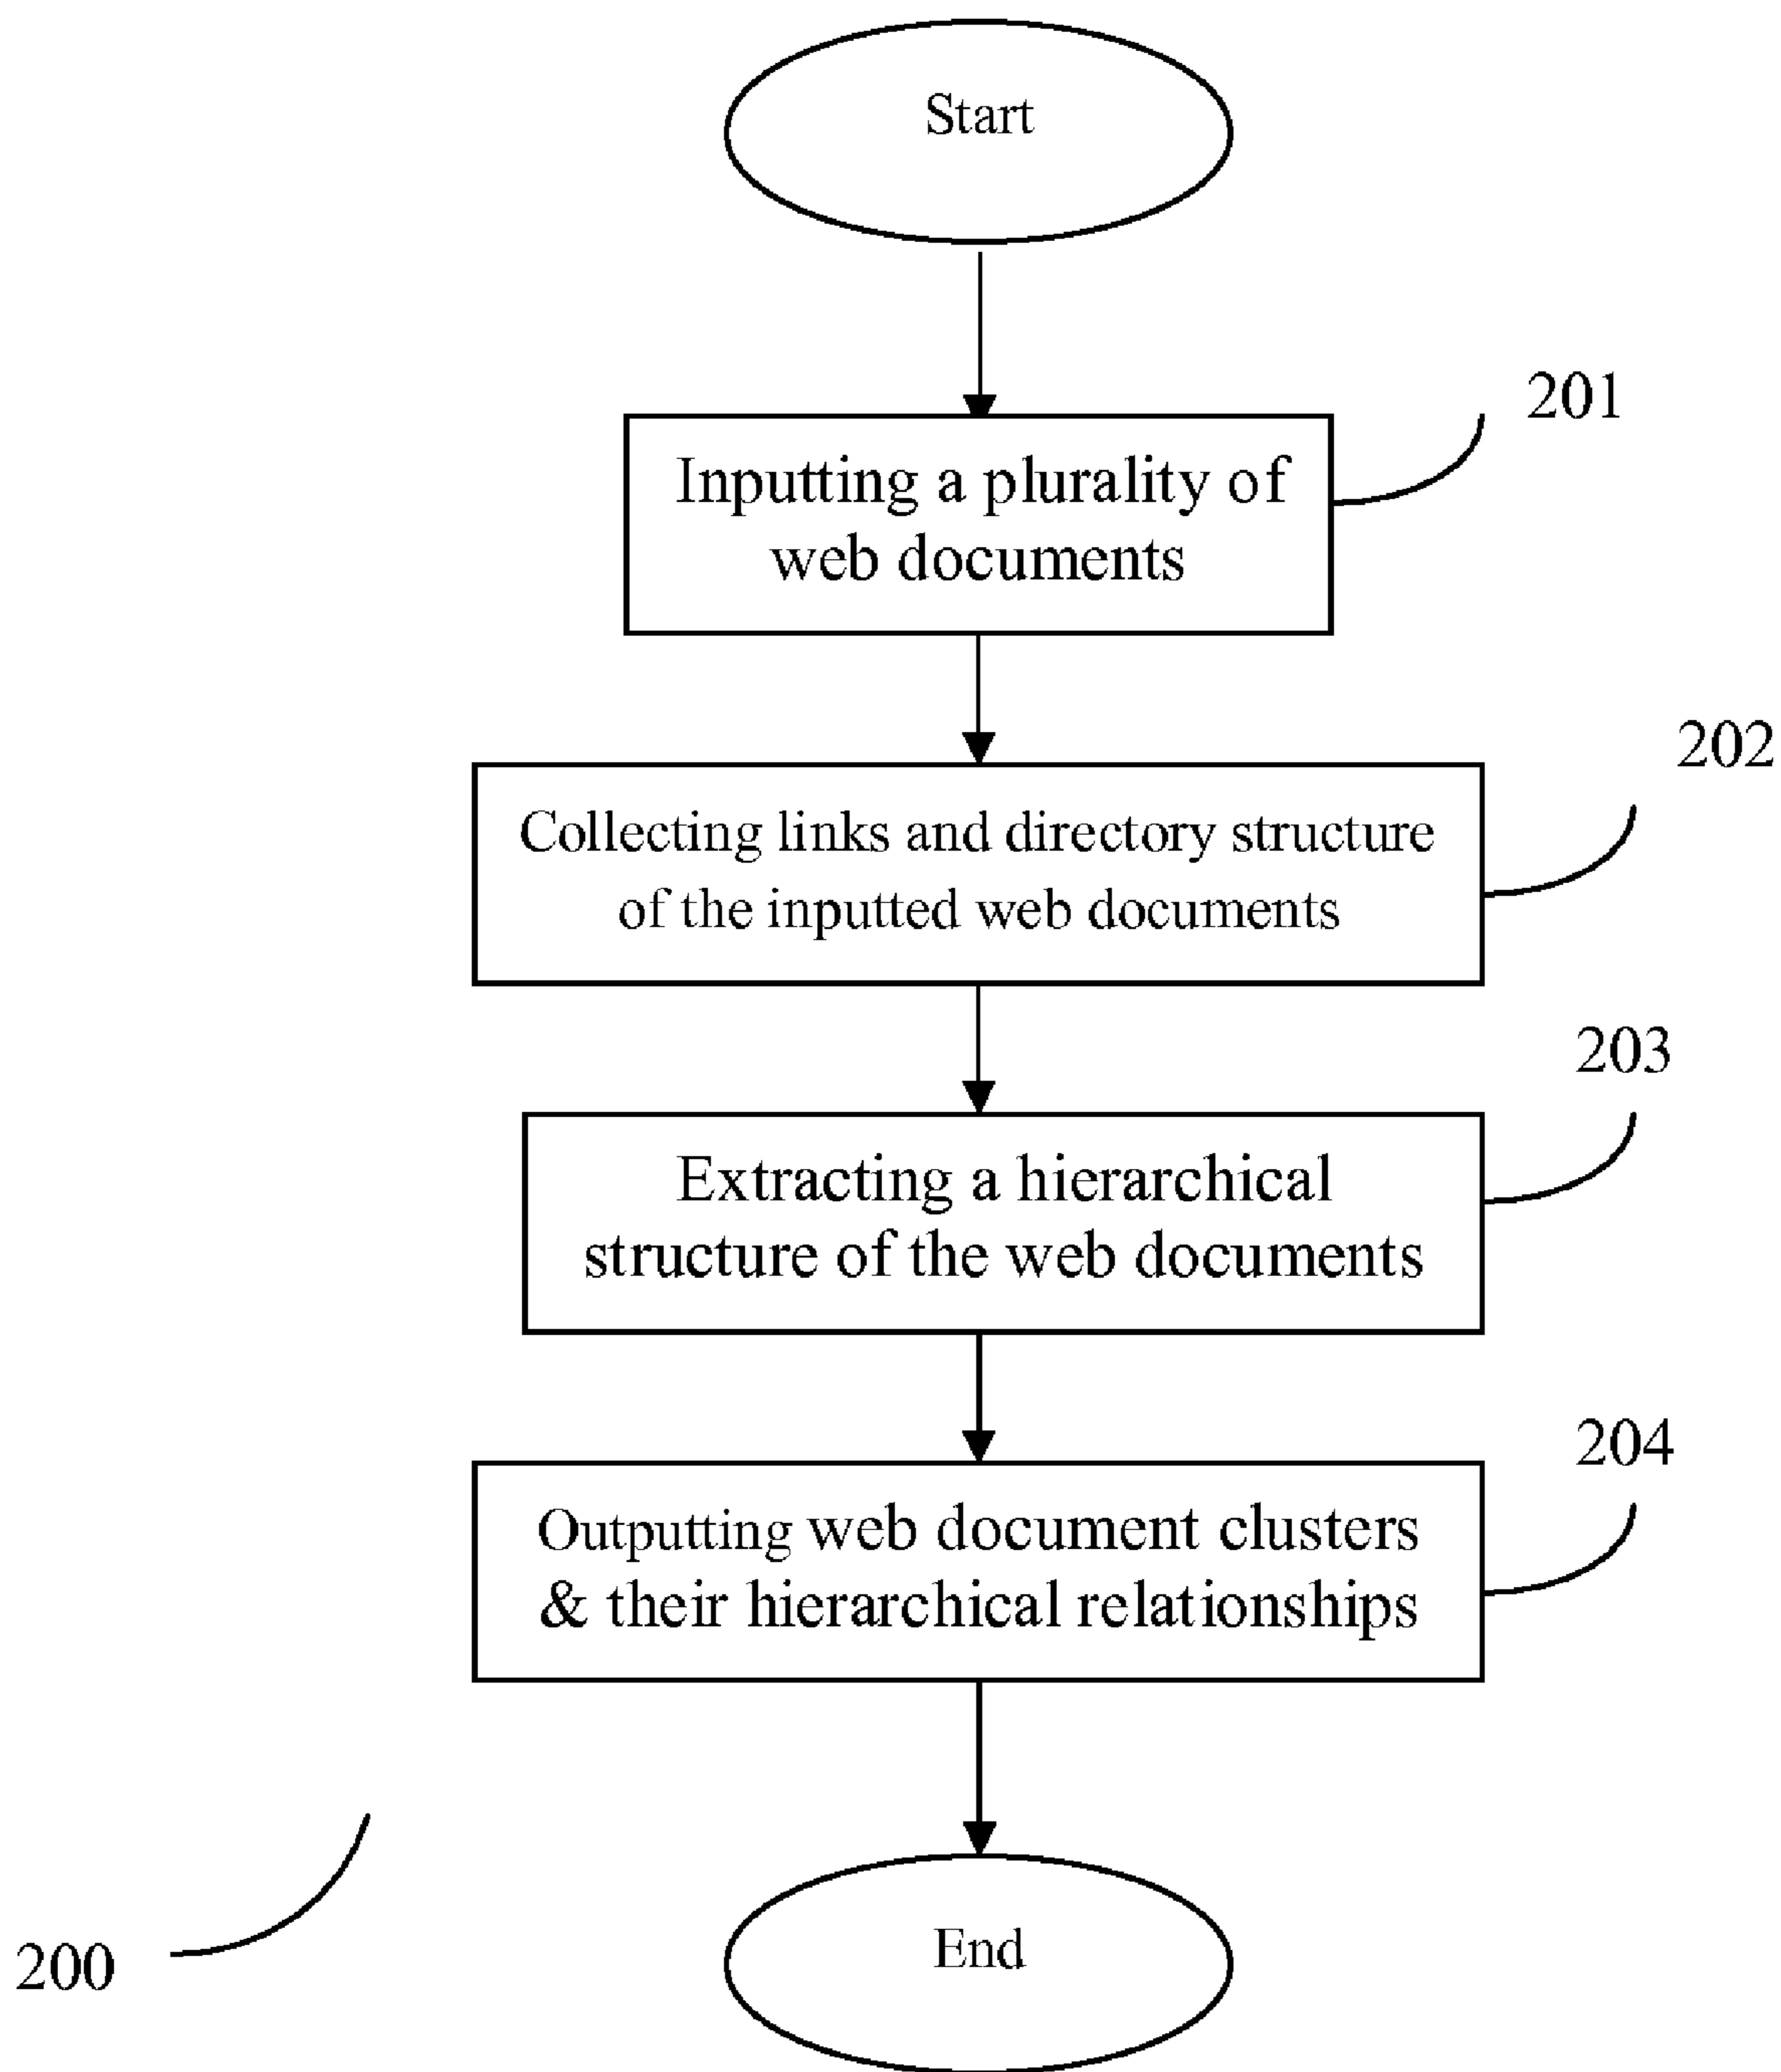 Start
201
Inputting a plurality of
web documents
202
Collecting links and directory structure
of the inputted web documents
203
Extracting a hierarchical
structure of the web documents
204
Outputting web document clusters
& their hierarchical relationships
200
End